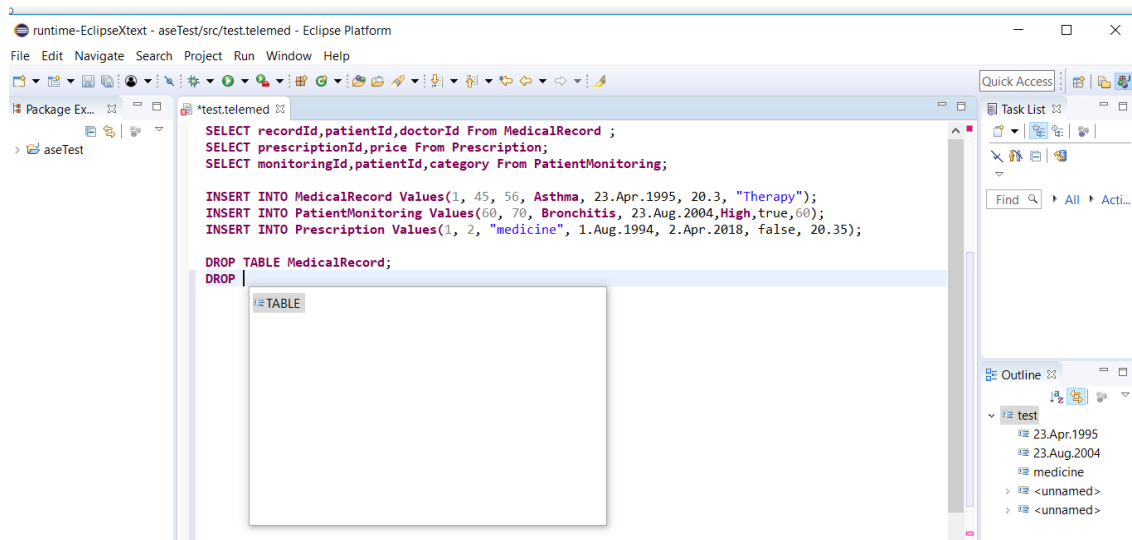 runtime-EclipseXtext - aseTest/src/test.telemed - Eclipse Platform
File Edit Navigate Search Project Run Window Help
Quick Access
Package Ex...
aseTest
*test.telemed
SELECT recordId,patientId,doctorId From MedicalRecord ;
SELECT prescriptionId,price From Prescription;
SELECT monitoringId,patientId,category From PatientMonitoring;
INSERT INTO MedicalRecord Values(1, 45, 56, Asthma, 23.Apr.1995, 20.3, "Therapy");
INSERT INTO PatientMonitoring Values(60, 70, Bronchitis, 23.Aug.2004,High,true,60);
INSERT INTO Prescription Values(1, 2, "medicine", 1.Aug.1994, 2.Apr.2018, false, 20.35);
DROP TABLE MedicalRecord;
DROP
TABLE
Task List
Find All Acti...
Outline
test
23.Apr.1995
23.Aug.2004
medicine
<unnamed>
<unnamed>